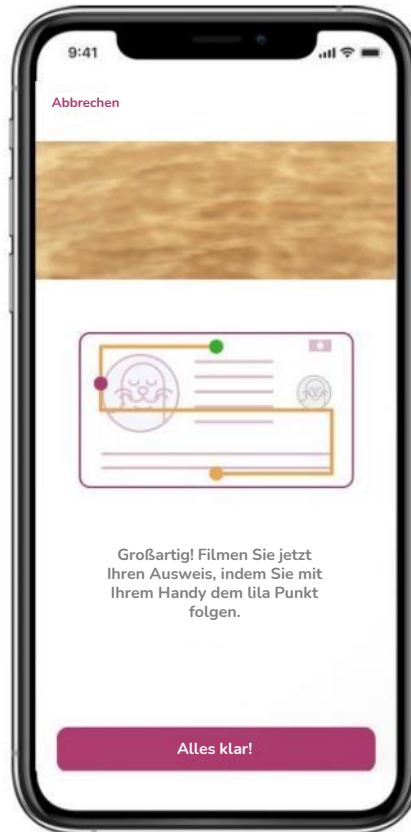 9:41
Abbrechen
Großartig! Filmen Sie jetzt
Ihren Ausweis, indem Sie mit
Ihrem Handy dem lila Punkt
folgen.
Alles klar!